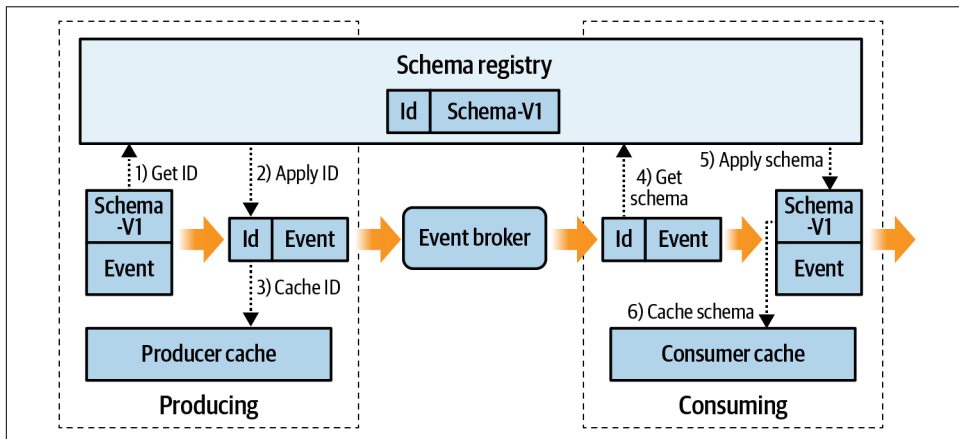 Schema registry
Id Schema-V1
1) Get ID
2) Apply ID
4) Get
schema
5) Apply schema
Schema
-V1
Event
Id Event
Event broker
Id Event
Schema
-V1
Event
3) Cache ID
6) Cache schema
Producer cache
Consumer cache
Producing
Consuming